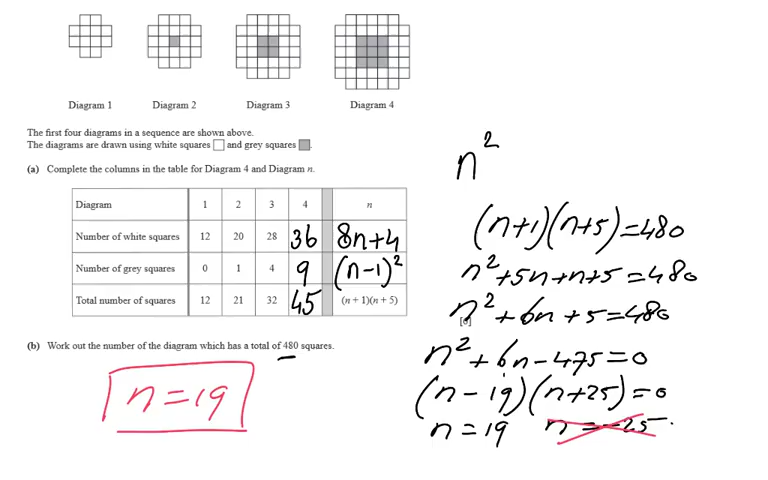 Diagram 1 Diagram 2 Diagram 3 Diagram 4
The first four diagrams in a sequence are shown above.
The diagrams are drawn using white squares and grey squares .
(a) Complete the columns in the table for Diagram 4 and Diagram n.
Diagram 1 2 3 4 n
Number of white squares 12 20 28 36 8n+4
Number of grey squares 0 1 4 9 (n-1)²
Total number of squares 12 21 32 45 (n + 1)(n + 5)
(b) Work out the number of the diagram which has a total of 480 squares.
n=19
n²
(n+1)(n+5)=480
n²+5n+n+5=480
n²+6n+5=480
n²+6n-475=0
(n-19)(n+25)=0
n=19 n=-25